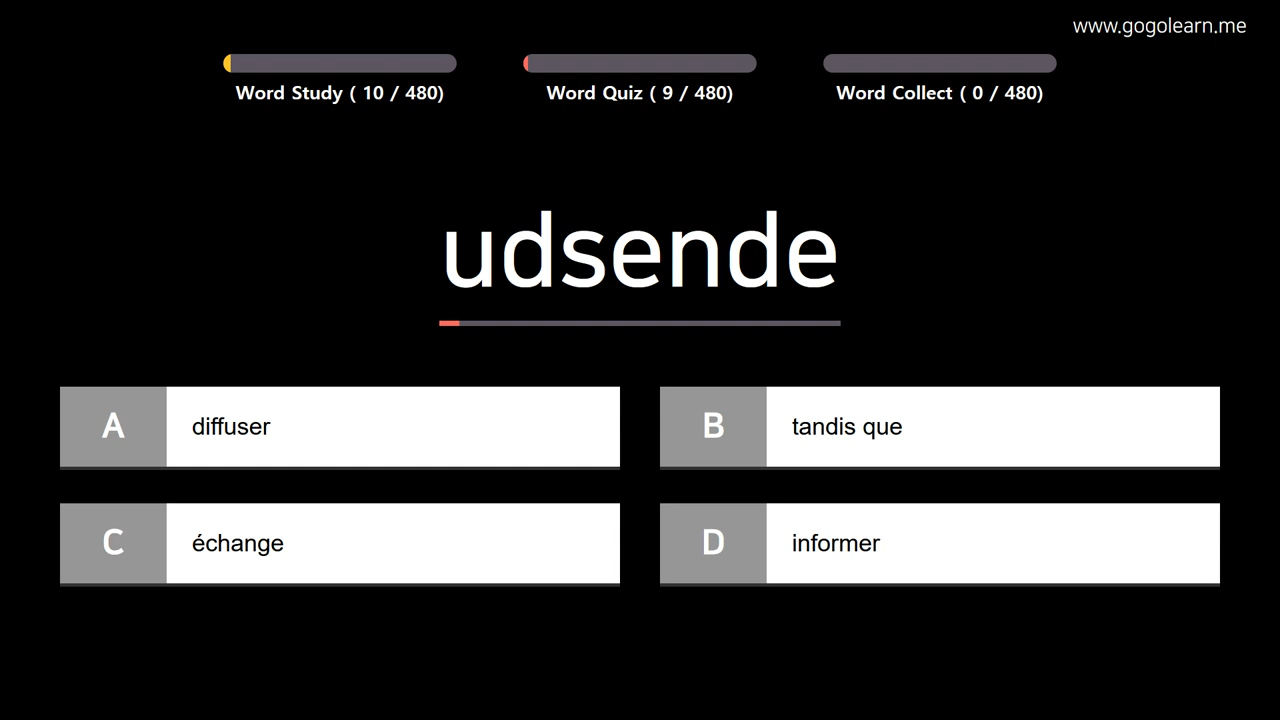 www.gogolearn.me
Word Study ( 10 / 480)
Word Quiz ( 9 / 480)
Word Collect ( 0 / 480)
udsende
A
diffuser
B
tandis que
C
échange
D
informer